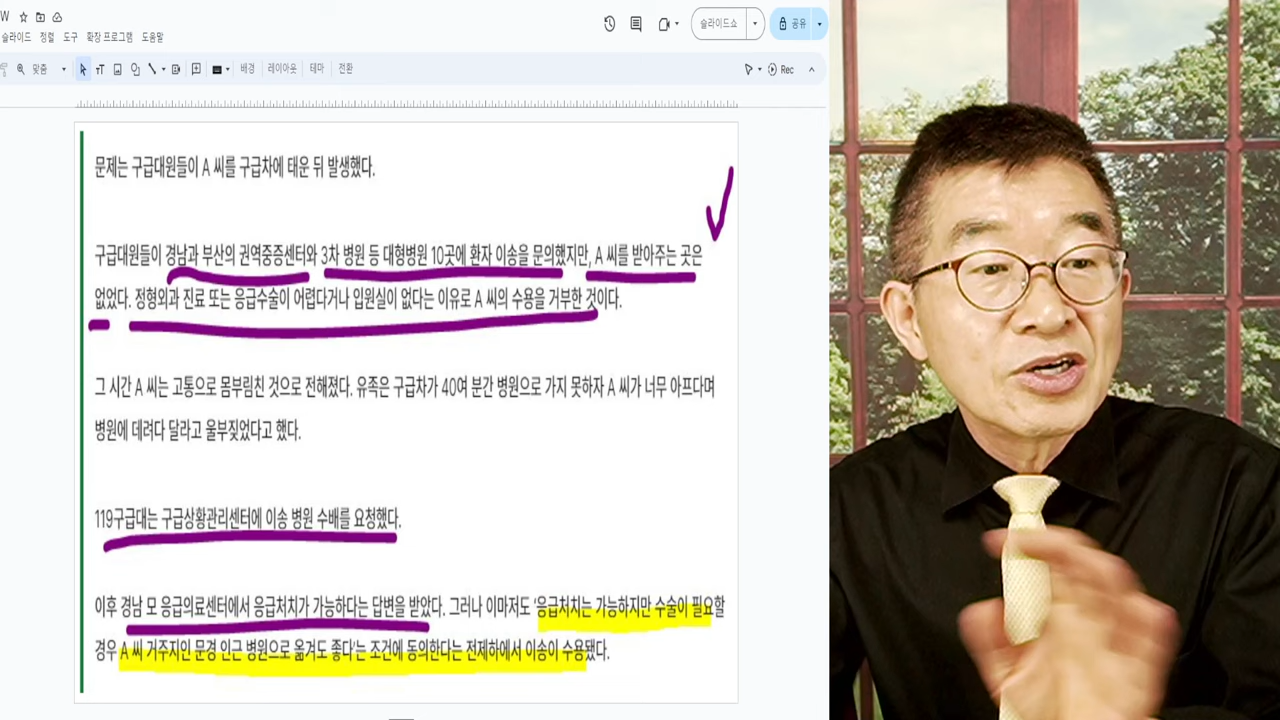 W
슬라이드 정렬 도구 확장 프로그램 도움말
슬라이드쇼
공유
맞춤
배경 레이아웃 테마 전환
Rec
문제는 구급대원들이 A 씨를 구급차에 태운 뒤 발생했다.
구급대원들이 경남과 부산의 권역중증센터와 3차 병원 등 대형병원 10곳에 환자 이송을 문의했지만, A 씨를 받아주는 곳은
없었다. 정형외과 진료 또는 응급수술이 어렵다거나 입원실이 없다는 이유로 A 씨의 수용을 거부한 것이다.
그 시간 A 씨는 고통으로 몸부림친 것으로 전해졌다. 유족은 구급차가 40여 분간 병원으로 가지 못하자 A 씨가 너무 아프다며
병원에 데려다 달라고 울부짖었다고 했다.
119구급대는 구급상황관리센터에 이송 병원 수배를 요청했다.
이후 경남 모 응급의료센터에서 응급처치가 가능하다는 답변을 받았다. 그러나 이마저도 '응급처치는 가능하지만 수술이 필요할
경우 A 씨 거주지인 문경 인근 병원으로 옮겨도 좋다'는 조건에 동의한다는 전제하에서 이송이 수용됐다.